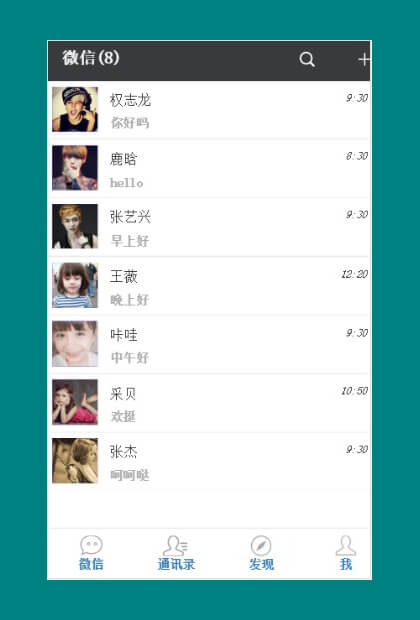 微信(8)
权志龙 9:30
你好吗
鹿晗 8:30
hello
张艺兴 9:30
早上好
王薇 12:20
晚上好
咔哇 9:30
中午好
采贝 10:50
欢挺
张杰 9:30
呵呵哒
微信 通讯录 发现 我